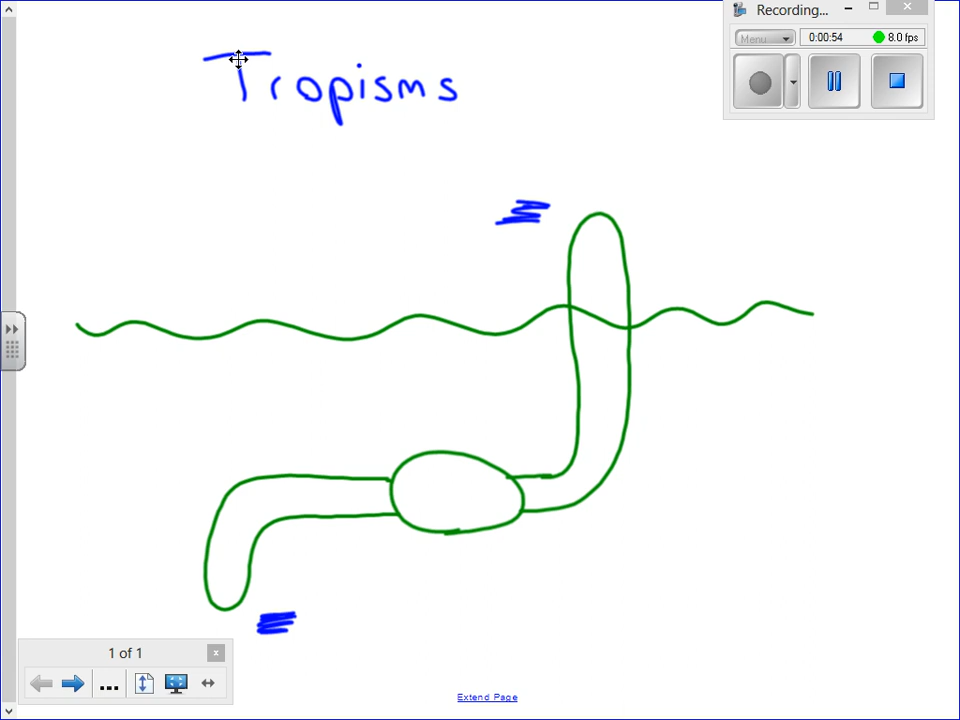 Recording...
Menu
0:00:54
8.0 fps
Tropisms
1 of 1
x
...
Extend Page